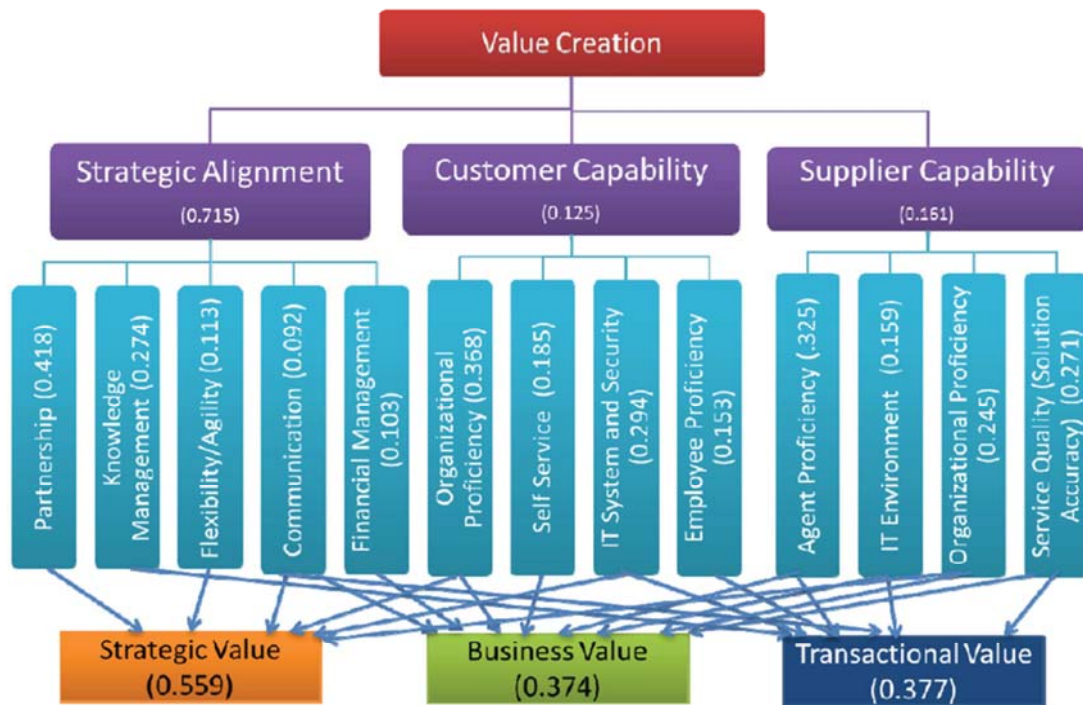 Value Creation
Strategic Alignment
(0.715)
Customer Capability
(0.125)
Supplier Capability
(0.161)
Partnership (0.418)
Knowledge
Management (0.274)
Flexibility/Agility (0.113)
Communication (0.092)
Financial Management
(0.103)
Organizational
Proficiency (0.368)
Self Service (0.185)
IT System and Security
(0.294)
Employee Proficiency
(0.153)
Agent Proficiency (.325)
IT Environment (0.159)
Organizational Proficiency
(0.245)
Service Quality (Solution
Accuracy) (0.271)
Strategic Value
(0.559)
Business Value
(0.374)
Transactional Value
(0.377)